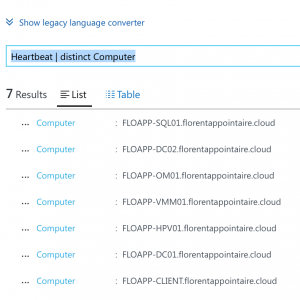 Show legacy language converter
Heartbeat | distinct Computer
7 Results List Table
... Computer : FLOAPP-SQL01.florentappointaire.cloud
... Computer : FLOAPP-DC02.florentappointaire.cloud
... Computer : FLOAPP-OM01.florentappointaire.cloud
... Computer : FLOAPP-VMM01.florentappointaire.cloud
... Computer : FLOAPP-HPV01.florentappointaire.cloud
... Computer : FLOAPP-DC01.florentappointaire.cloud
... Computer : FLOAPP-CLIENT.florentappointaire.cloud